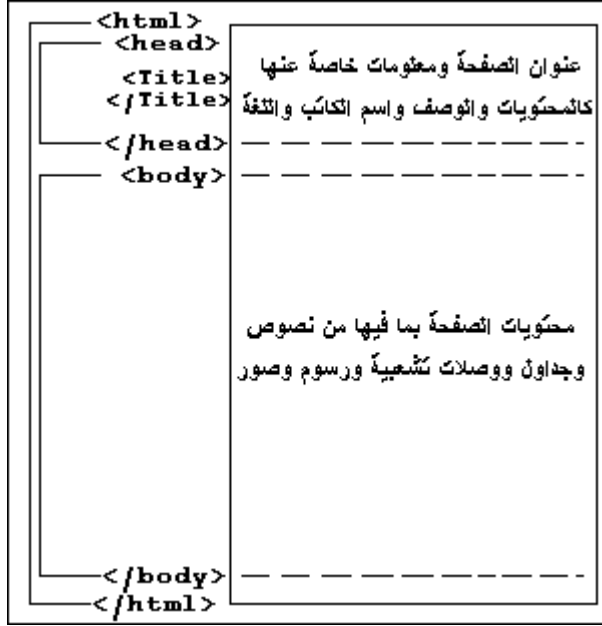 <html>
<head>
<Title>
</Title>
عنوان الصفحة ومعلومات خاصة عنها
كالمحتويات والوصف واسم الكاتب واللغة
</head>
<body>
محتويات الصفحة بما فيها من نصوص
وجداول ووصلات تشعبية ورسوم وصور
</body>
</html>